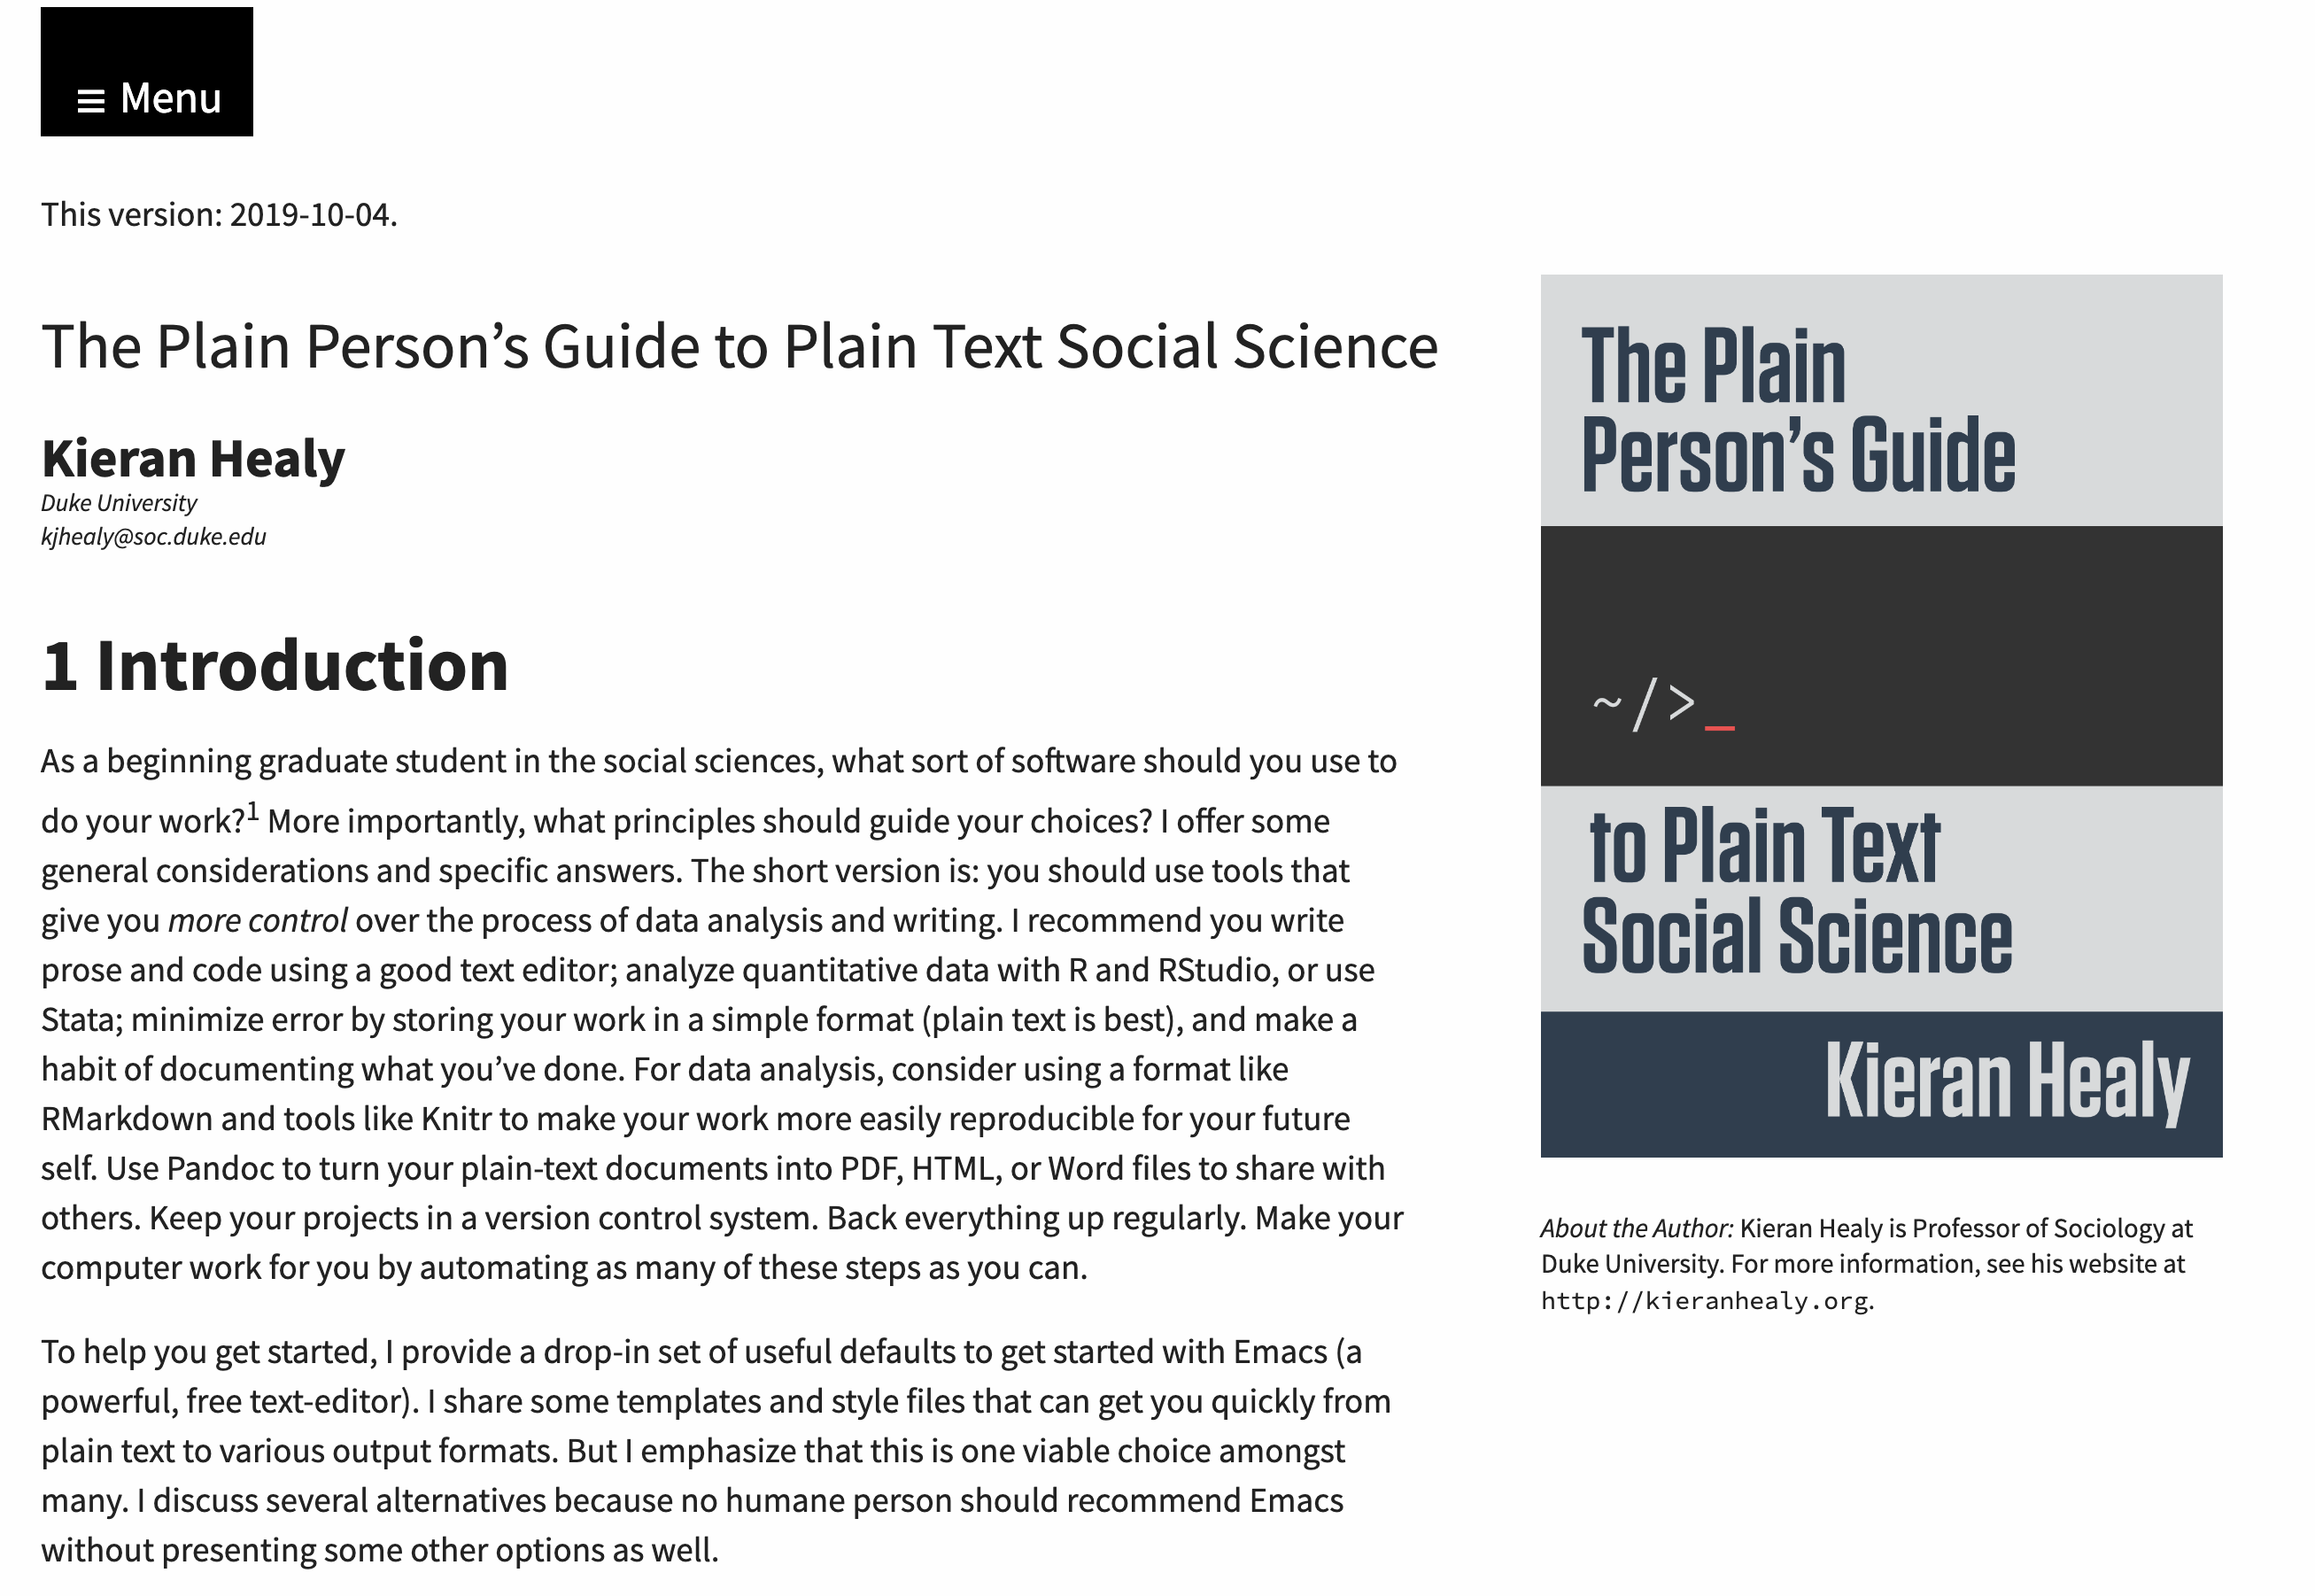 ≡ Menu
This version: 2019-10-04.
The Plain Person’s Guide to Plain Text Social Science
Kieran Healy
Duke University
kjhealy@soc.duke.edu
1 Introduction
As a beginning graduate student in the social sciences, what sort of software should you use to
do your work?1 More importantly, what principles should guide your choices? I offer some
general considerations and specific answers. The short version is: you should use tools that
give you more control over the process of data analysis and writing. I recommend you write
prose and code using a good text editor; analyze quantitative data with R and RStudio, or use
Stata; minimize error by storing your work in a simple format (plain text is best), and make a
habit of documenting what you’ve done. For data analysis, consider using a format like
RMarkdown and tools like Knitr to make your work more easily reproducible for your future
self. Use Pandoc to turn your plain-text documents into PDF, HTML, or Word files to share with
others. Keep your projects in a version control system. Back everything up regularly. Make your
computer work for you by automating as many of these steps as you can.
To help you get started, I provide a drop-in set of useful defaults to get started with Emacs (a
powerful, free text-editor). I share some templates and style files that can get you quickly from
plain text to various output formats. But I emphasize that this is one viable choice amongst
many. I discuss several alternatives because no humane person should recommend Emacs
without presenting some other options as well.
The Plain
Person’s Guide
~/>_
to Plain Text
Social Science
Kieran Healy
About the Author: Kieran Healy is Professor of Sociology at
Duke University. For more information, see his website at
http://kieranhealy.org.